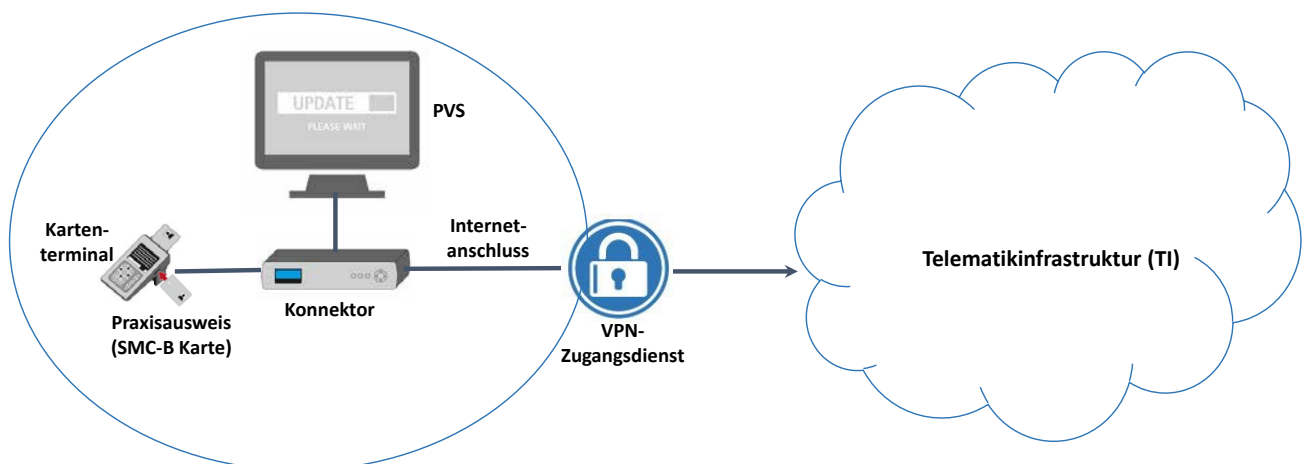 UPDATE
PLEASE WAIT
PVS
Karten-
terminal
Internet-
anschluss
Telematikinfrastruktur (TI)
Praxisausweis
(SMC-B Karte)
Konnektor
VPN-
Zugangsdienst